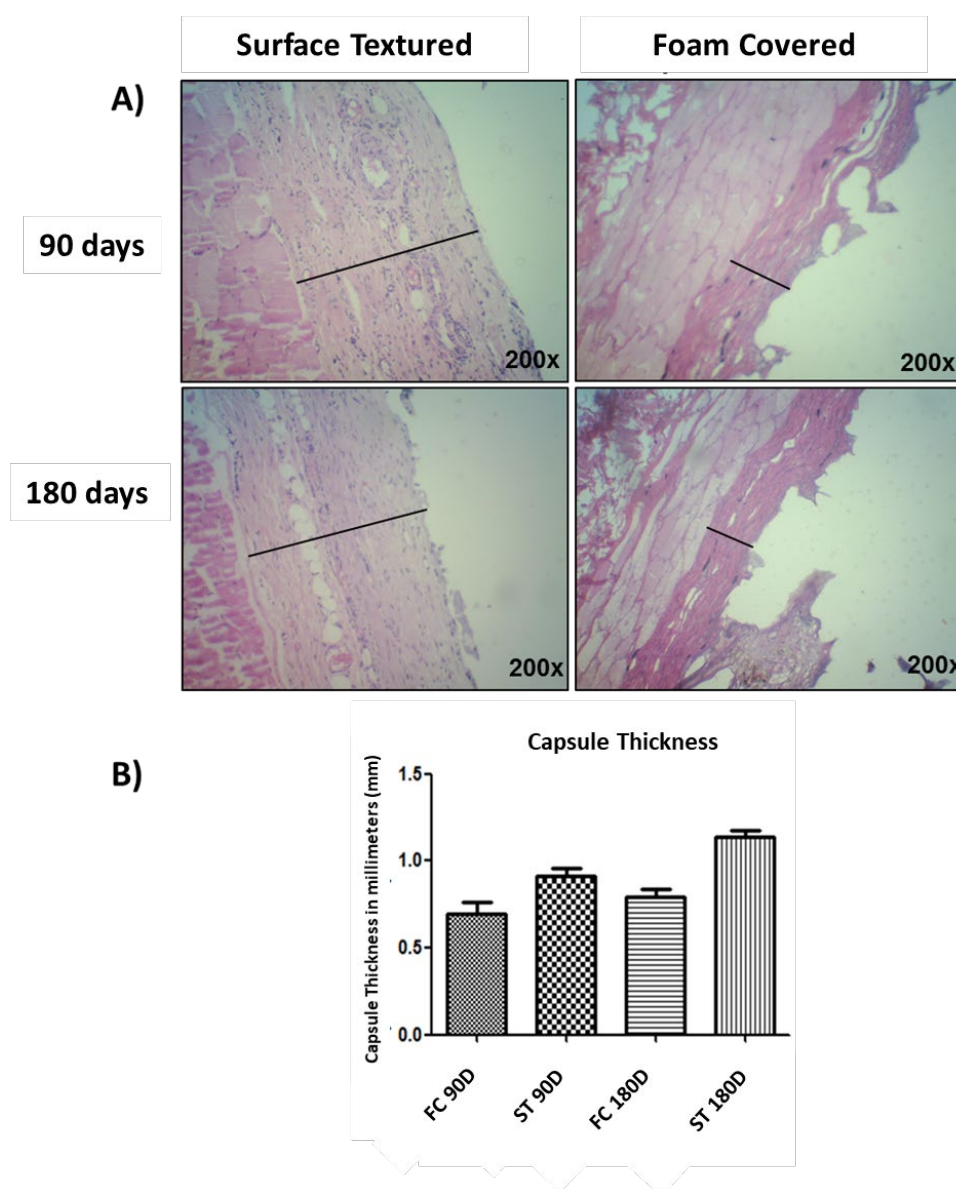 Surface Textured
Foam Covered
A)
90 days
200x
200x
180 days
200x
200x
B)
Capsule Thickness
Capsule Thickness in millimeters (mm)
1.5
1.0
0.5
0.0
FC 90D
ST 90D
FC 180D
ST 180D